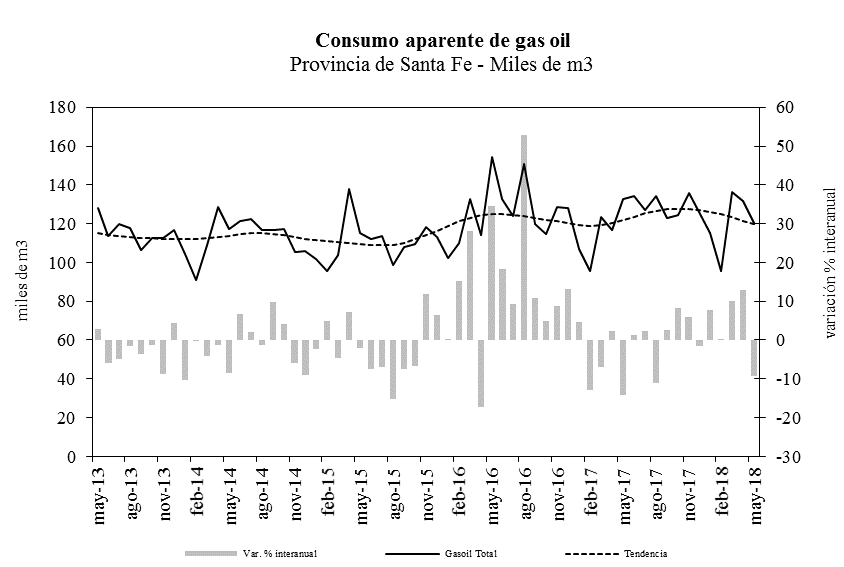 Consumo aparente de gas oil
Provincia de Santa Fe - Miles de m3
180
160
140
120
100
80
60
40
20
0
miles de m3
60
50
40
30
20
10
0
-10
-20
-30
variación % interanual
may-13
ago-13
nov-13
feb-14
may-14
ago-14
nov-14
feb-15
may-15
ago-15
nov-15
feb-16
may-16
ago-16
nov-16
feb-17
may-17
ago-17
nov-17
feb-18
may-18
Var. % interanual
Gasoil Total
Tendencia